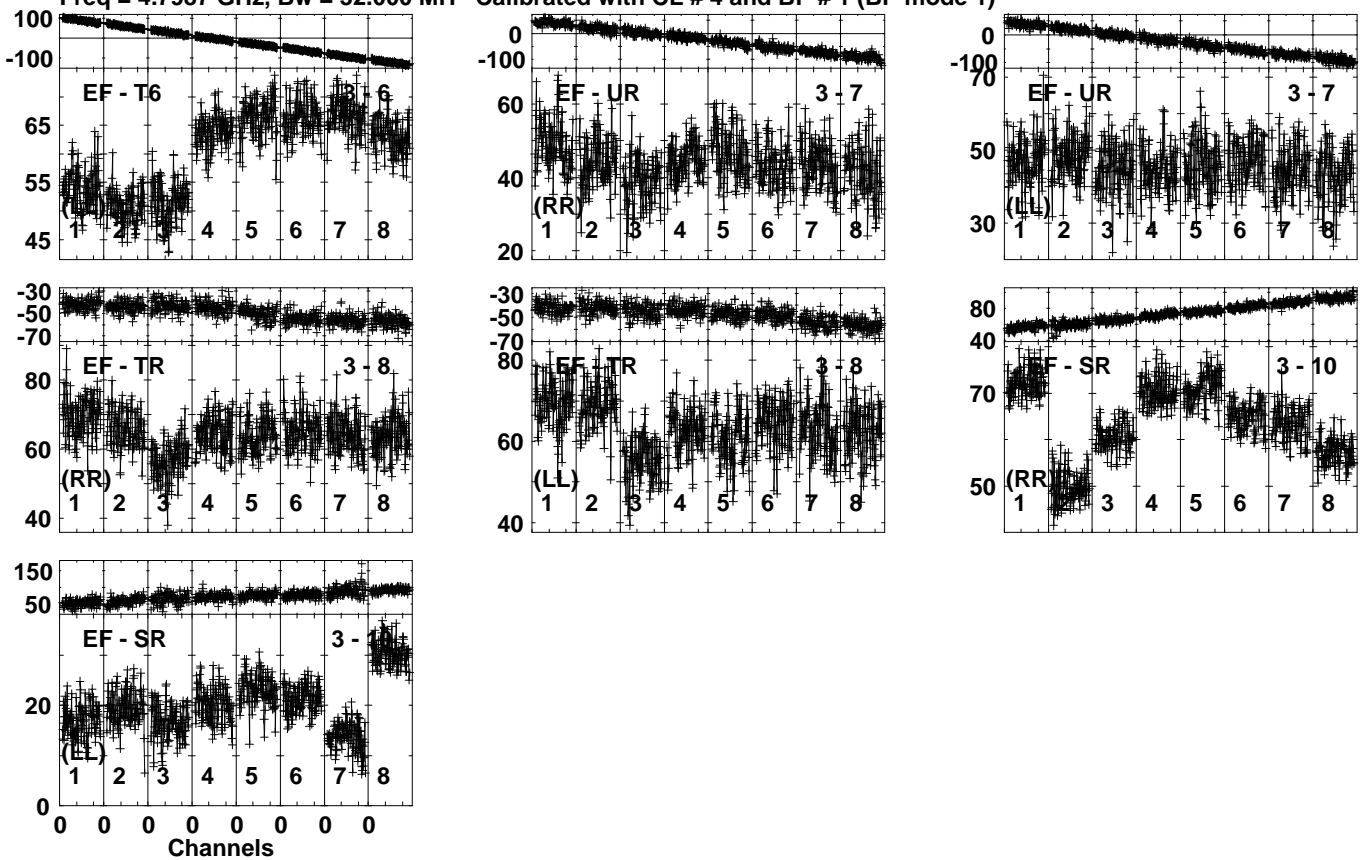 Freq = 4.7987 GHz, Bw = 32.000 MH Calibrated with CL # 4 and BP # 1 (BP mode 1)
100
-100
EF - T6 3 - 6
65
55
45
(LL)
1 2 3 4 5 6 7 8
0
-100
EF - UR 3 - 7
60
40
20
(RR)
1 2 3 4 5 6 7 8
0
-100
70
EF - UR 3 - 7
50
30
(LL)
1 2 3 4 5 6 7 8
-30
-50
-70
EF - TR 3 - 8
80
60
40
(RR)
1 2 3 4 5 6 7 8
-30
-50
-70
EF - TR 3 - 8
80
60
40
(LL)
1 2 3 4 5 6 7 8
80
40
EF - SR 3 - 10
70
50
(RR)
1 2 3 4 5 6 7 8
150
50
EF - SR 3 - 10
20
0
(LL)
1 2 3 4 5 6 7 8
0 0 0 0 0 0 0 0
Channels